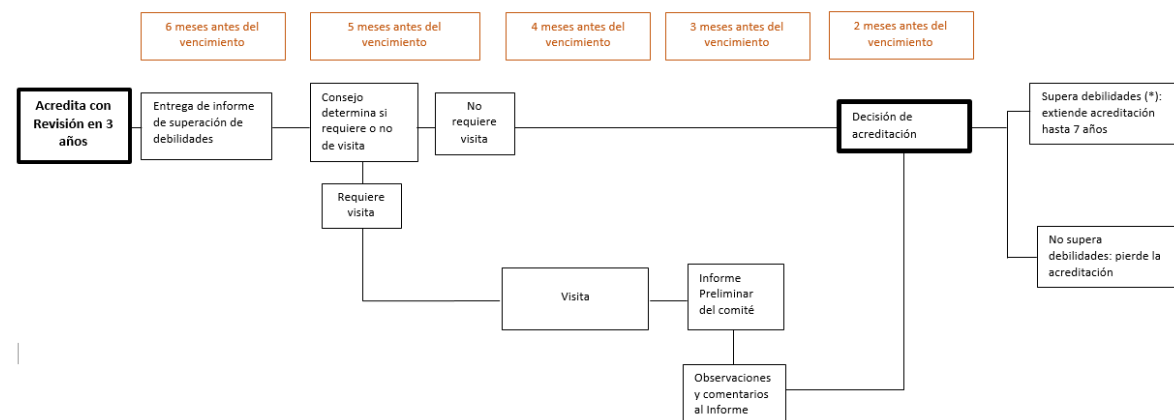 6 meses antes del
vencimiento
5 meses antes del
vencimiento
4 meses antes del
vencimiento
3 meses antes del
vencimiento
2 meses antes del
vencimiento
Acredita con
Revisión en 3
años
Entrega de informe
de superación de
debilidades
Consejo
determina si
requiere o no
de visita
No
requiere
visita
Decisión de
acreditación
Supera debilidades (*):
extiende acreditación
hasta 7 años
Requiere
visita
No supera
debilidades: pierde la
acreditación
Visita
Informe
Preliminar
del comité
Observaciones
y comentarios
al Informe